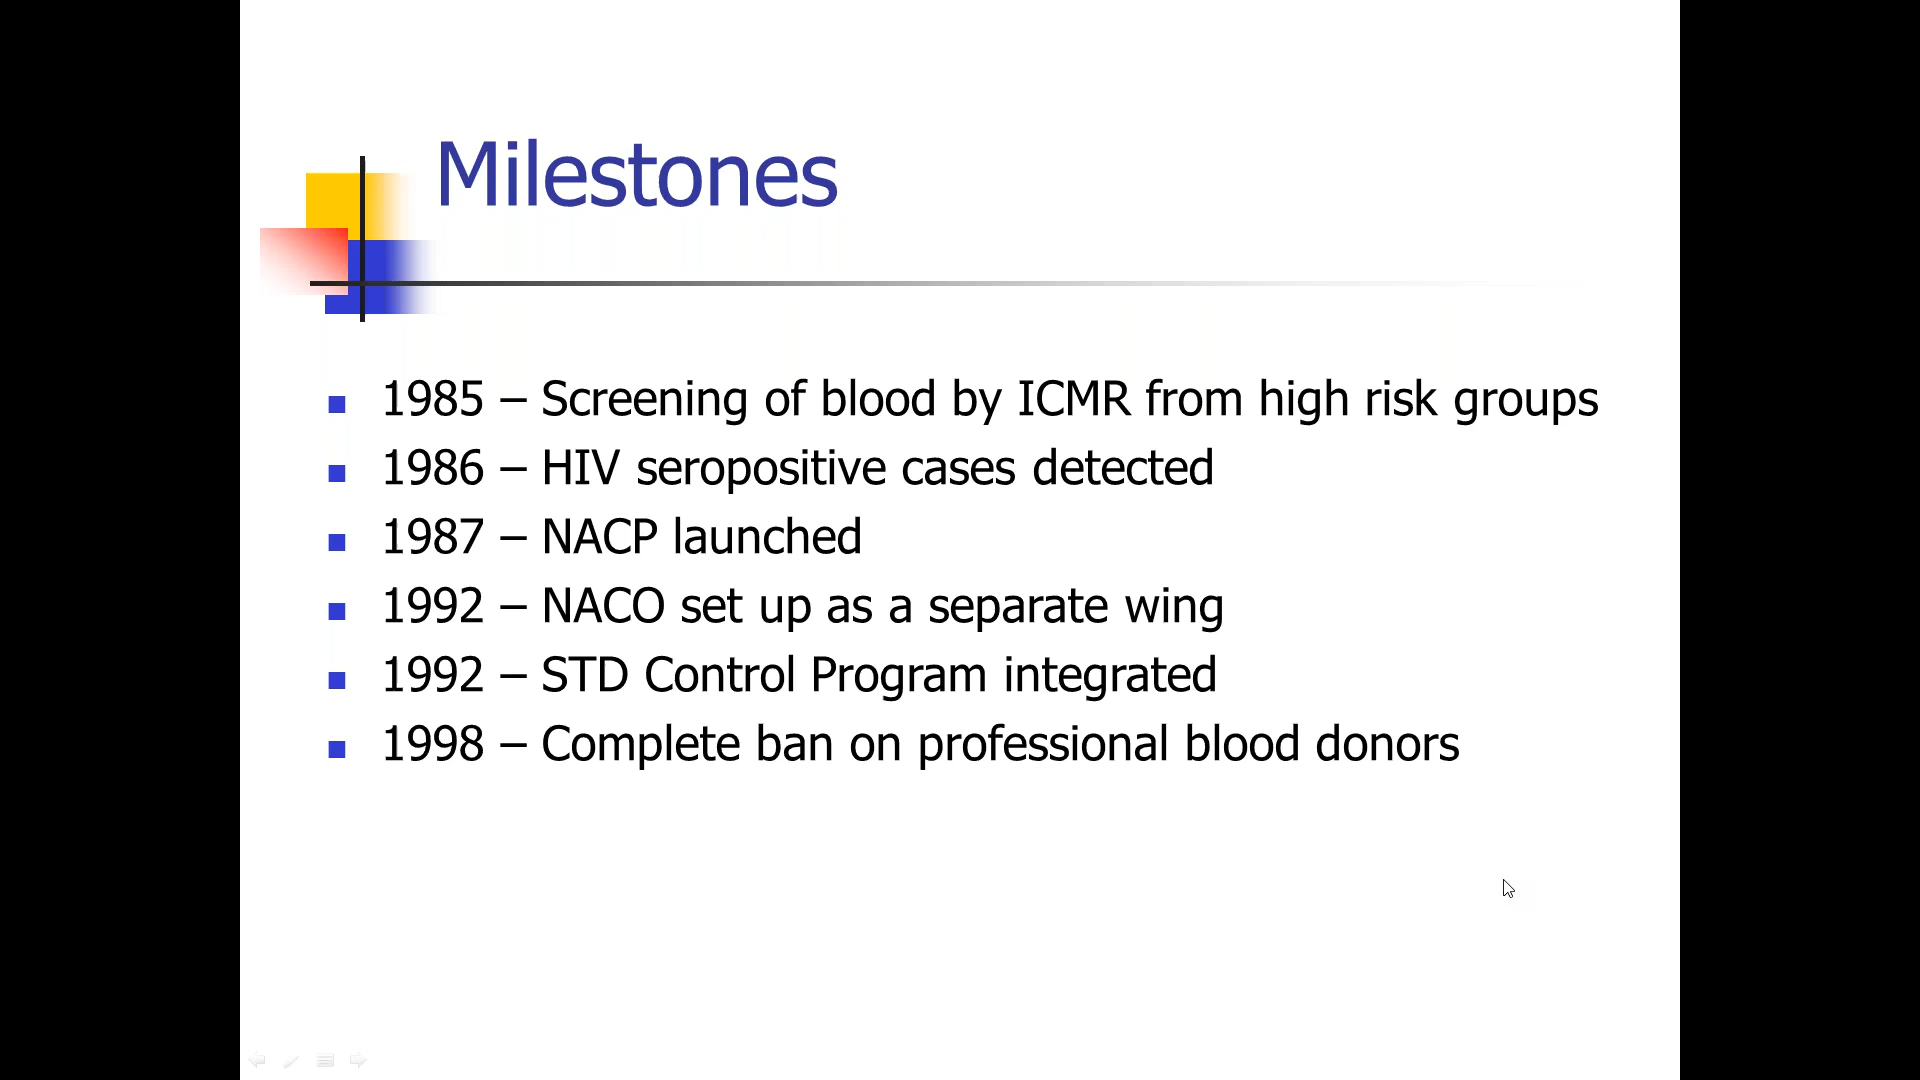 Milestones
1985 – Screening of blood by ICMR from high risk groups
1986 – HIV seropositive cases detected
1987 – NACP launched
1992 – NACO set up as a separate wing
1992 – STD Control Program integrated
1998 – Complete ban on professional blood donors